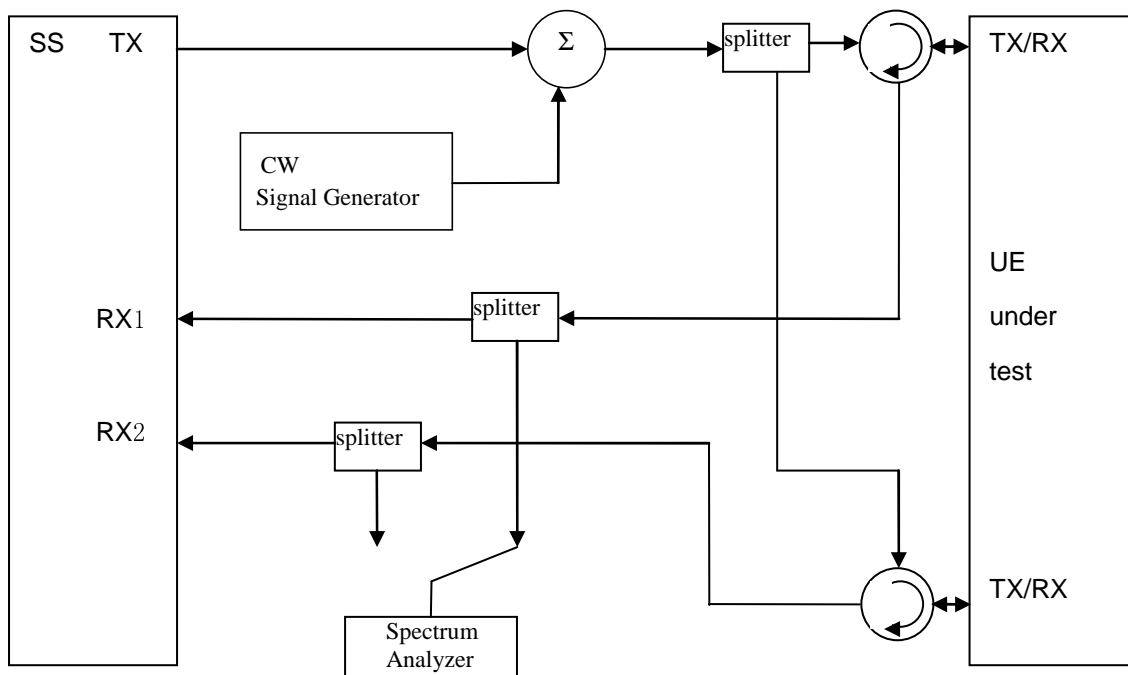 SS TX
Σ
splitter
TX/RX
CW
Signal Generator
UE
under
test
RX1
splitter
RX2
splitter
TX/RX
Spectrum
Analyzer